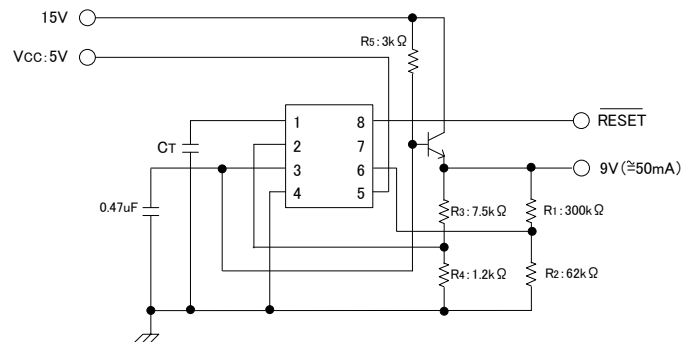 15V
R5:3kΩ
VCC:5V
1 8
2 7
3 6
4 5
CT
RESET
0.47uF
9V(≅50mA)
R3:7.5kΩ
R1:300kΩ
R4:1.2kΩ
R2:62kΩ